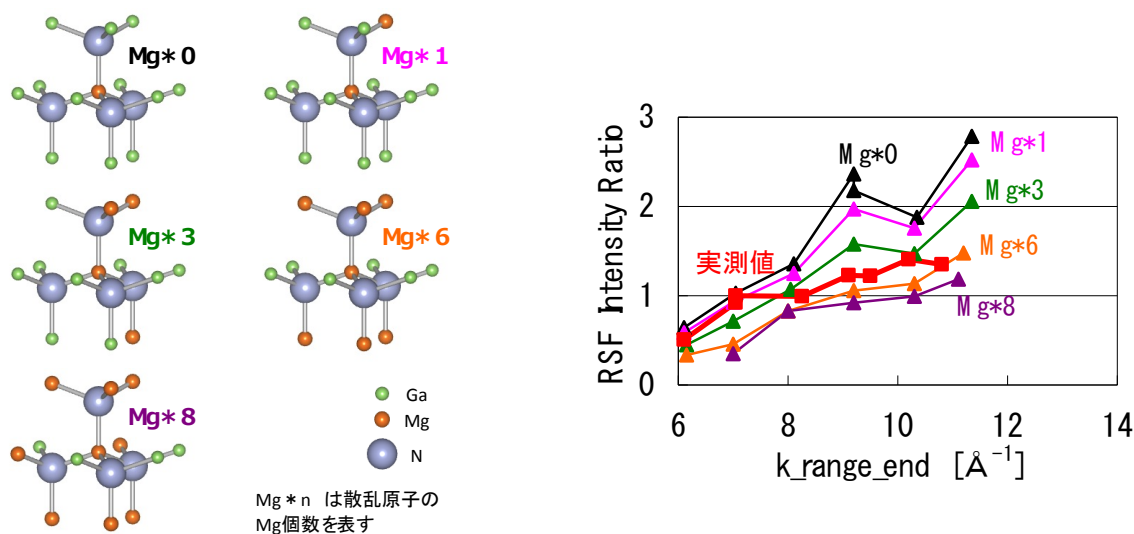 Mg*0
Mg*1
Mg*3
Mg*6
Mg*8
Ga
Mg
N
Mg*n は散乱原子の
Mg個数を表す
RSF Intensity Ratio
3
2
1
0
6 8 10 12 14
k_range_end [Å⁻¹]
Mg*0
Mg*1
Mg*3
実測値
Mg*6
Mg*8